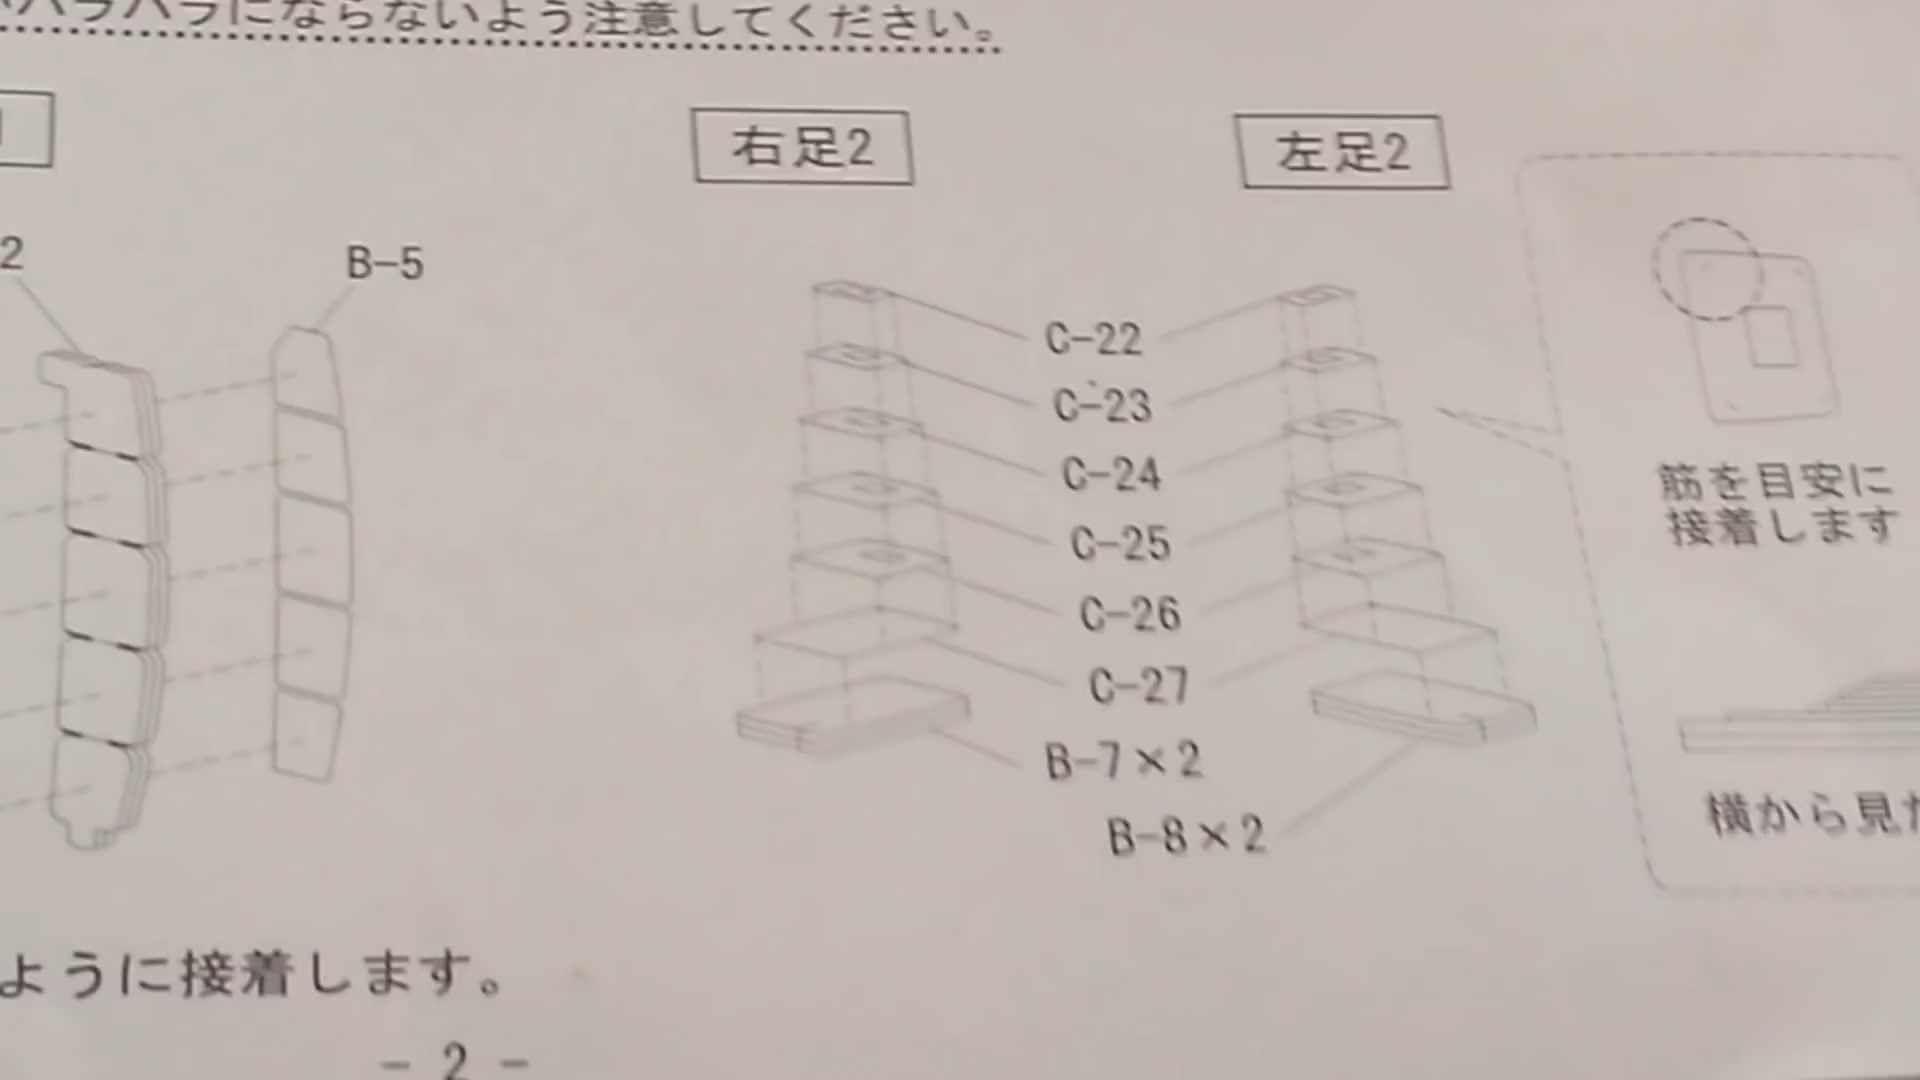 バラバラにならないよう注意してください。
右足2
左足2
2
B-5
C-22
C-23
C-24
C-25
C-26
C-27
B-7×2
B-8×2
筋を目安に
接着します
横から見た
ように接着します。
- 2 -